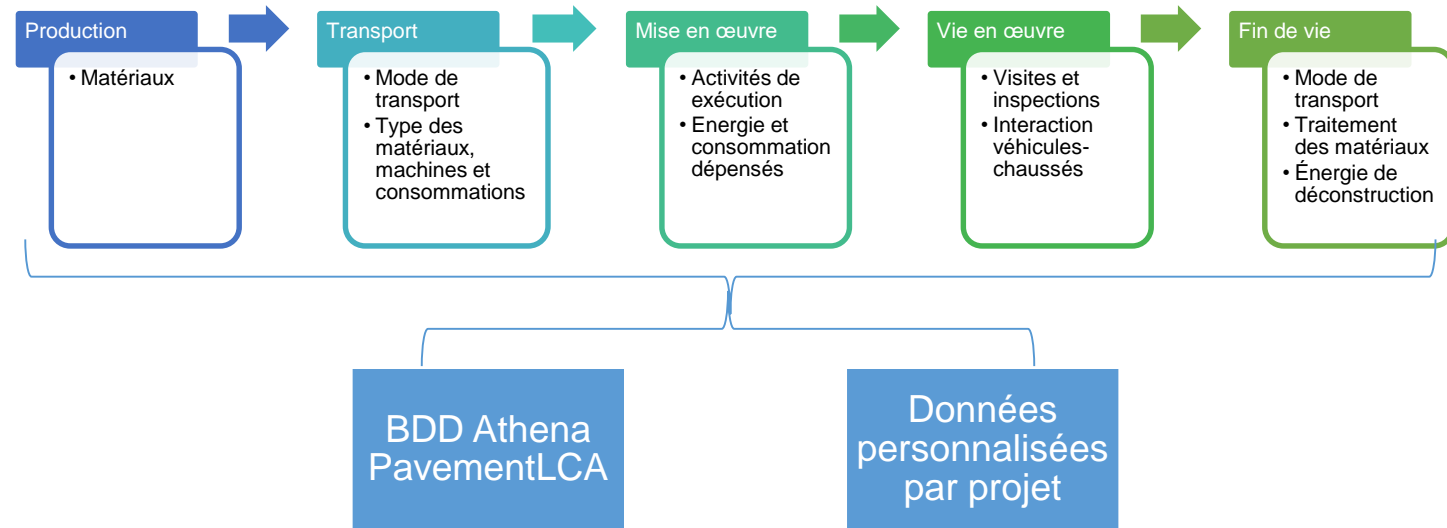 Production
• Matériaux
Transport
• Mode de
transport
• Type des
matériaux,
machines et
consommations
Mise en œuvre
• Activités de
exécution
• Energie et
consommation
dépensés
Vie en œuvre
• Visites et
inspections
• Interaction
véhicules-
chaussés
Fin de vie
• Mode de
transport
• Traitement
des matériaux
• Énergie de
déconstruction
BDD Athena
PavementLCA
Données
personnalisées
par projet